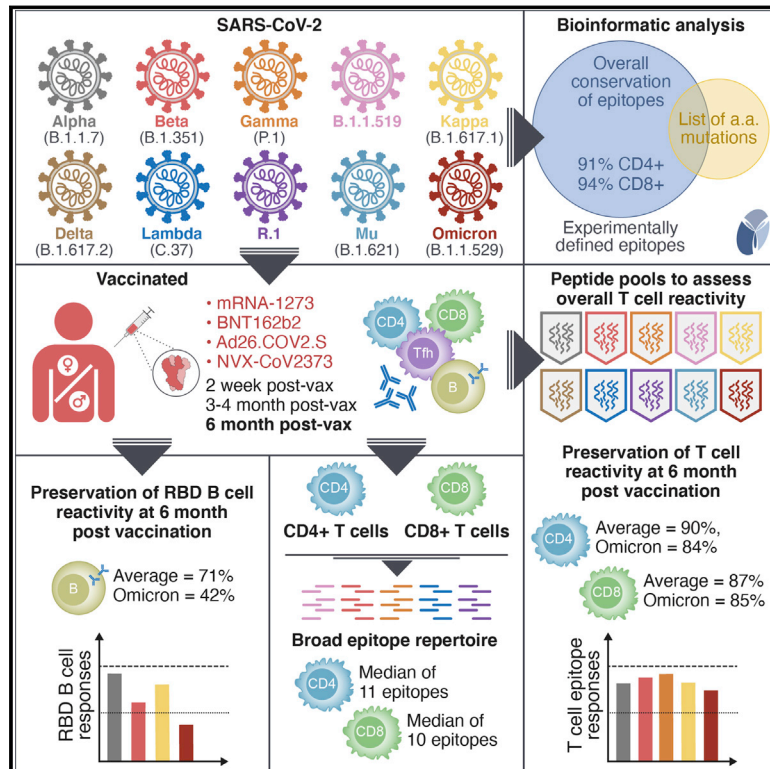 SARS-CoV-2
Alpha
(B.1.1.7)
Beta
(B.1.351)
Gamma
(P.1)
B.1.1.519
Kappa
(B.1.617.1)
Delta
(B.1.617.2)
Lambda
(C.37)
R.1
Mu
(B.1.621)
Omicron
(B.1.1.529)
Bioinformatic analysis
Overall
conservation
of epitopes
91% CD4+
94% CD8+
List of a.a.
mutations
Experimentally
defined epitopes
Vaccinated
• mRNA-1273
• BNT162b2
• Ad26.COV2.S
• NVX-CoV2373
2 week post-vax
3-4 month post-vax
6 month post-vax
CD4
CD8
Tfh
B
Peptide pools to assess
overall T cell reactivity
Preservation of RBD B cell
reactivity at 6 month
post vaccination
B
Average = 71%
Omicron = 42%
RBD B cell
responses
CD4
CD8
CD4+ T cells
CD8+ T cells
Broad epitope repertoire
CD4
Median of
11 epitopes
CD8
Median of
10 epitopes
Preservation of T cell
reactivity at 6 month
post vaccination
CD4
Average = 90%,
Omicron = 84%
CD8
Average = 87%
Omicron = 85%
T cell epitope
responses